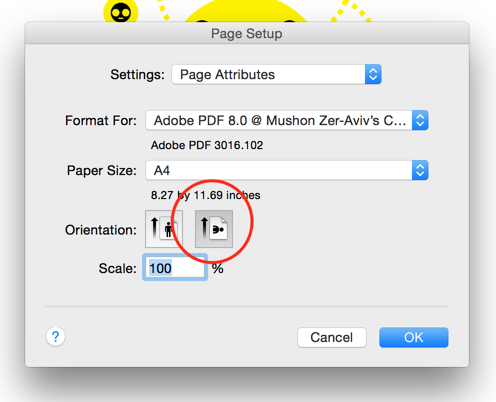 Page Setup
Settings: Page Attributes
Format For: Adobe PDF 8.0 @ Mushon Zer-Aviv's C...
Adobe PDF 3016.102
Paper Size: A4
8.27 by 11.69 inches
Orientation:
Scale: 100 %
? Cancel OK